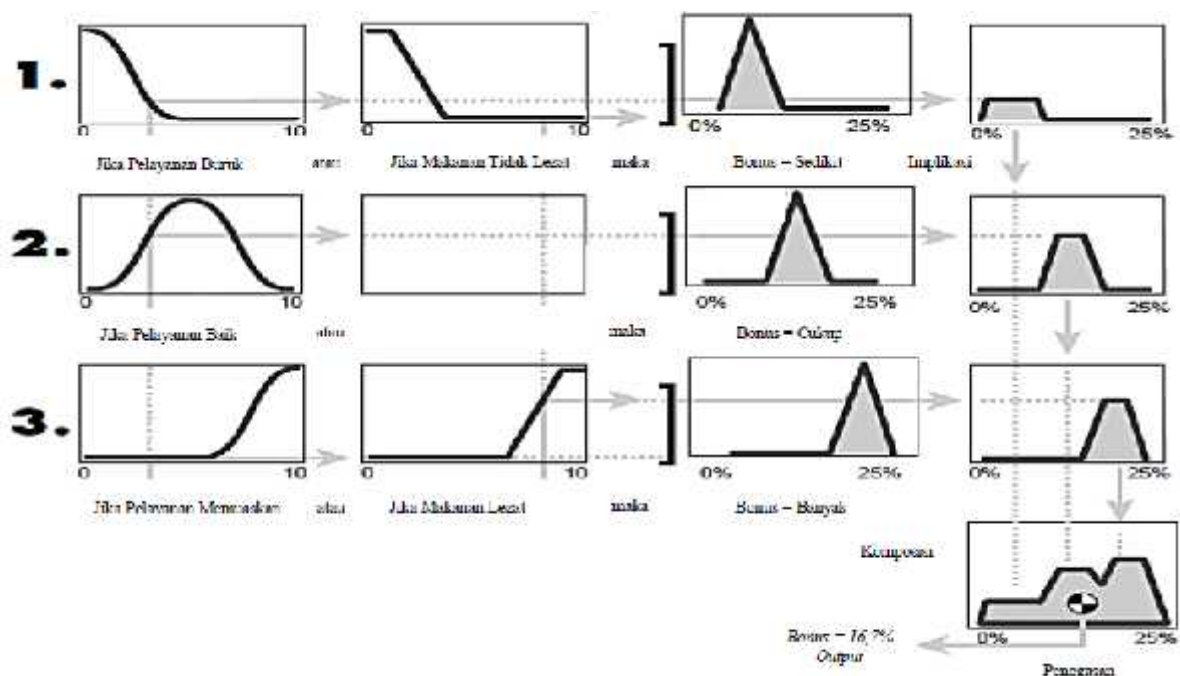 1.
0 10
0% 25%
0% 25%
Jika Pelayanan Buruk atau Jika Makanan Tidak Lezat maka Bonus = Sedikit Implikasi
2.
0 10
0% 25%
0% 25%
Jika Pelayanan Baik atau maka Bonus = Cukup
3.
0 10
0 10
0% 25%
0% 25%
Jika Pelayanan Memuaskan atau Jika Makanan Lezat maka Bonus = Banyak
Komposisi
0% 25%
Bonus = 16,7%
Output
Penegasan